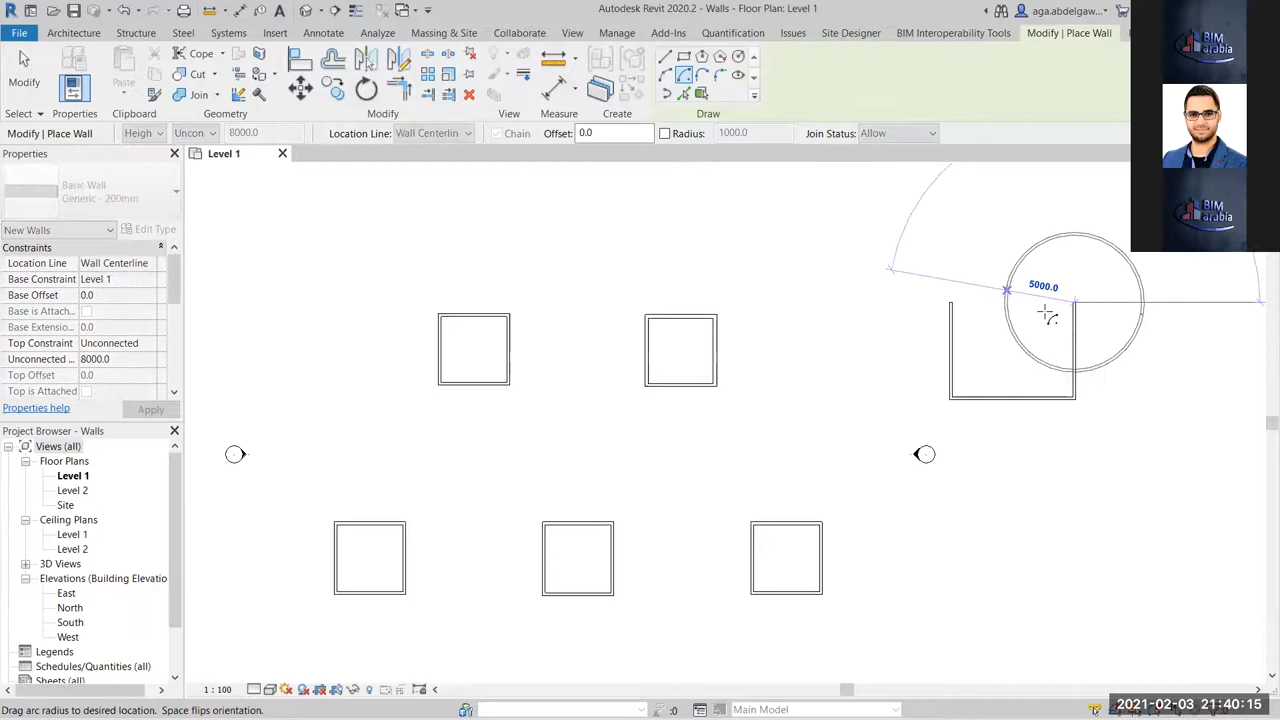 Autodesk Revit 2020.2 - Walls - Floor Plan: Level 1
aga.abdelgaw...
File Architecture Structure Steel Systems Insert Annotate Analyze Massing & Site Collaborate View Manage Add-Ins Quantification Issues Site Designer BIM Interoperability Tools Modify | Place Wall
Modify
Properties
Paste
Cope
Cut
Join
Select Properties Clipboard Geometry Modify View Measure Create Draw
Modify | Place Wall Heigh Uncon 8000.0 Location Line: Wall Centerlin Chain Offset: 0.0 Radius: 1000.0 Join Status: Allow
Properties
Level 1
Basic Wall
Generic - 200mm
New Walls Edit Type
Constraints
Location Line Wall Centerline
Base Constraint Level 1
Base Offset 0.0
Base is Attach...
Base Extensio... 0.0
Top Constraint Unconnected
Unconnected ... 8000.0
Top Offset 0.0
Top is Attached
Properties help Apply
Project Browser - Walls
Views (all)
Floor Plans
Level 1
Level 2
Site
Ceiling Plans
Level 1
Level 2
3D Views
Elevations (Building Elevatio
East
North
South
West
Legends
Schedules/Quantities (all)
Sheets (all)
5000.0
BIM
arabia
BIM
arabia
1 : 100
Drag arc radius to desired location. Space flips orientation.
:0
Main Model
2021-02-03 21:40:15